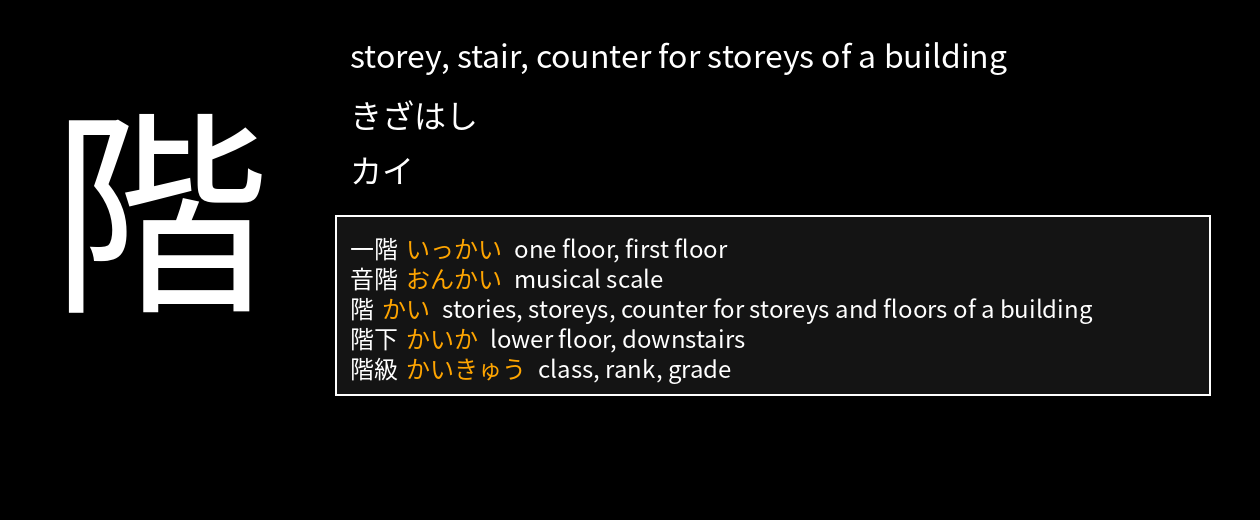 階
storey, stair, counter for storeys of a building
きざはし
カイ
一階 いっかい one floor, first floor
音階 おんかい musical scale
階 かい stories, storeys, counter for storeys and floors of a building
階下 かいか lower floor, downstairs
階級 かいきゅう class, rank, grade